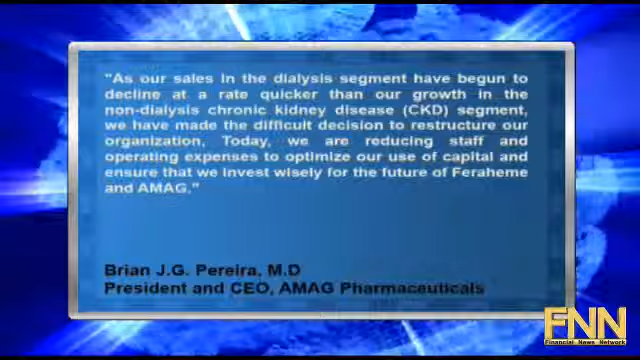 "As our sales in the dialysis segment have begun to
decline at a rate quicker than our growth in the
non-dialysis chronic kidney disease (CKD) segment,
we have made the difficult decision to restructure our
organization, Today, we are reducing staff and
operating expenses to optimize our use of capital and
ensure that we invest wisely for the future of Feraheme
and AMAG."
Brian J.G. Pereira, M.D
President and CEO, AMAG Pharmaceuticals
FNN
Financial News Network